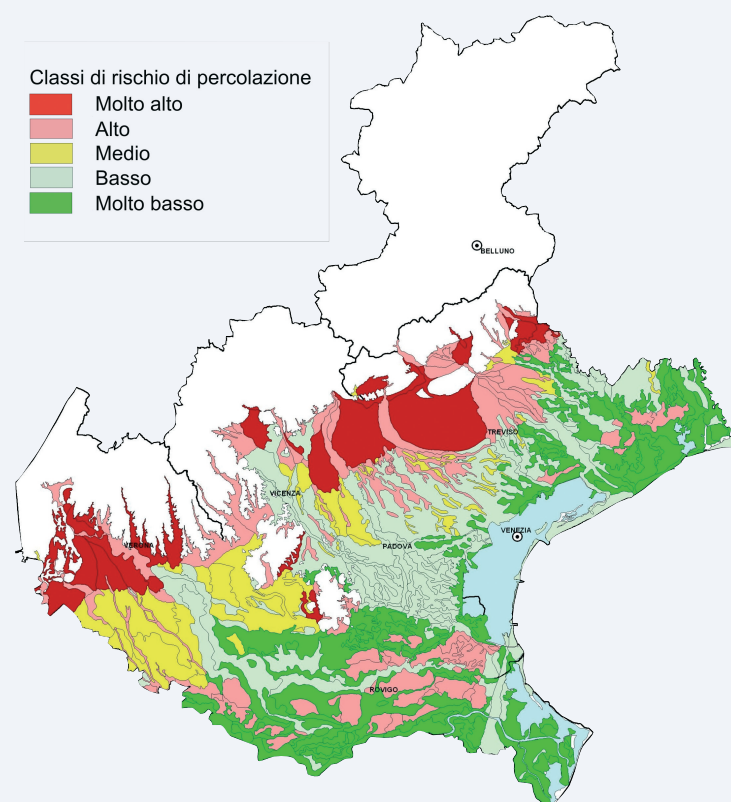 Classi di rischio di percolazione
Molto alto
Alto
Medio
Basso
Molto basso
BELLUNO
TREVISO
VICENZA
VENEZIA
VERONA
PADOVA
ROVIGO